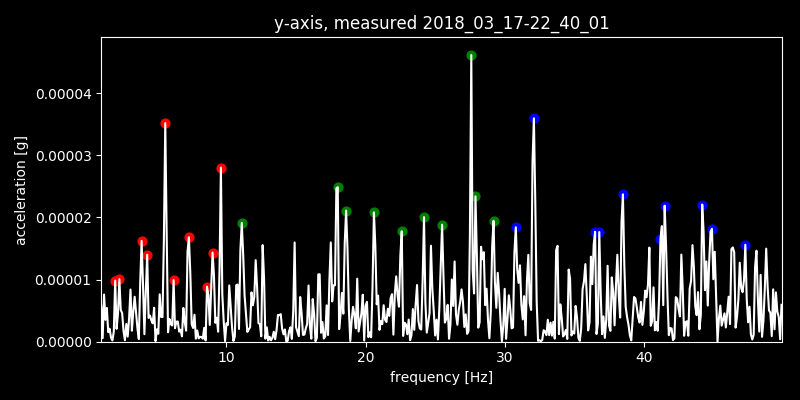 y-axis, measured 2018_03_17-22_40_01
acceleration [g]
0.00004
0.00003
0.00002
0.00001
0.00000
10 20 30 40
frequency [Hz]